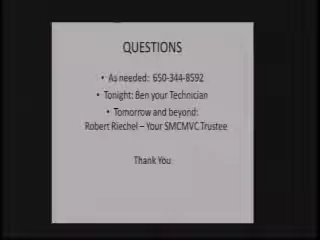 QUESTIONS
• As needed: 650-344-8592
• Tonight: Ben your Technician
• Tomorrow and beyond:
Robert Riechel – Your SMCMVC Trustee
Thank You